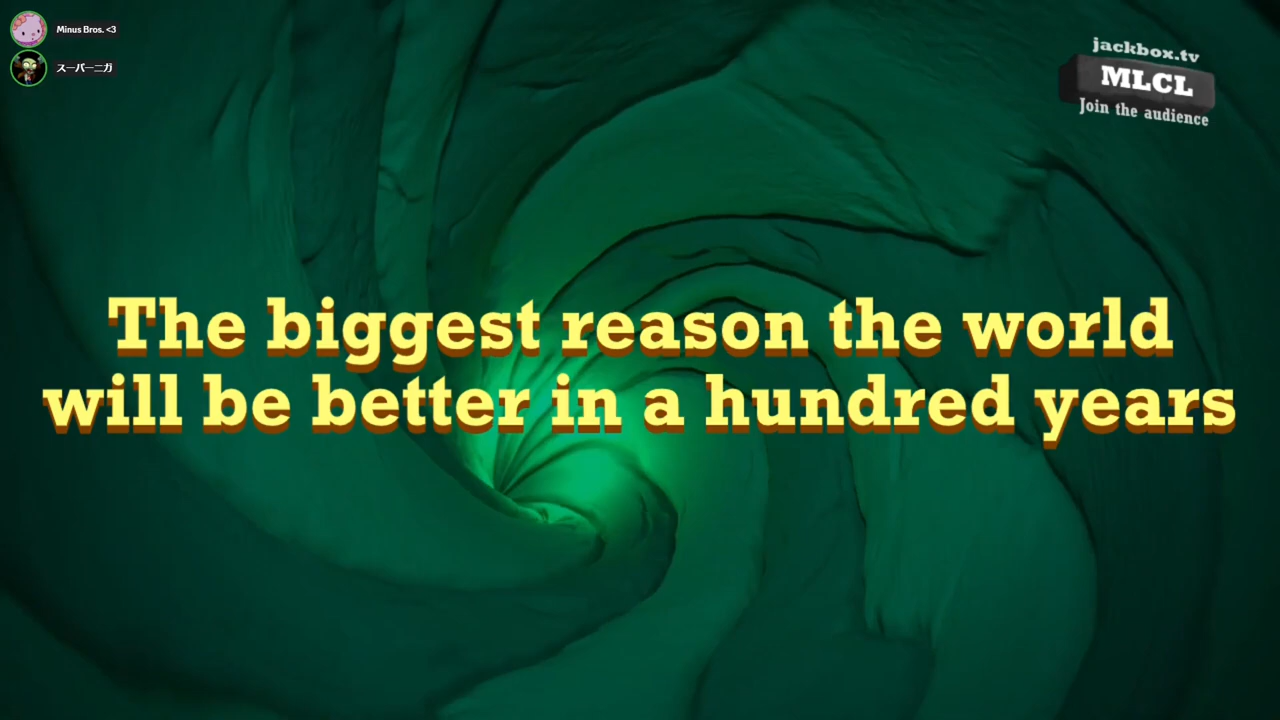 Minus Bros. <3
スーパーニガ
jackbox.tv
MLCL
Join the audience
The biggest reason the world
will be better in a hundred years